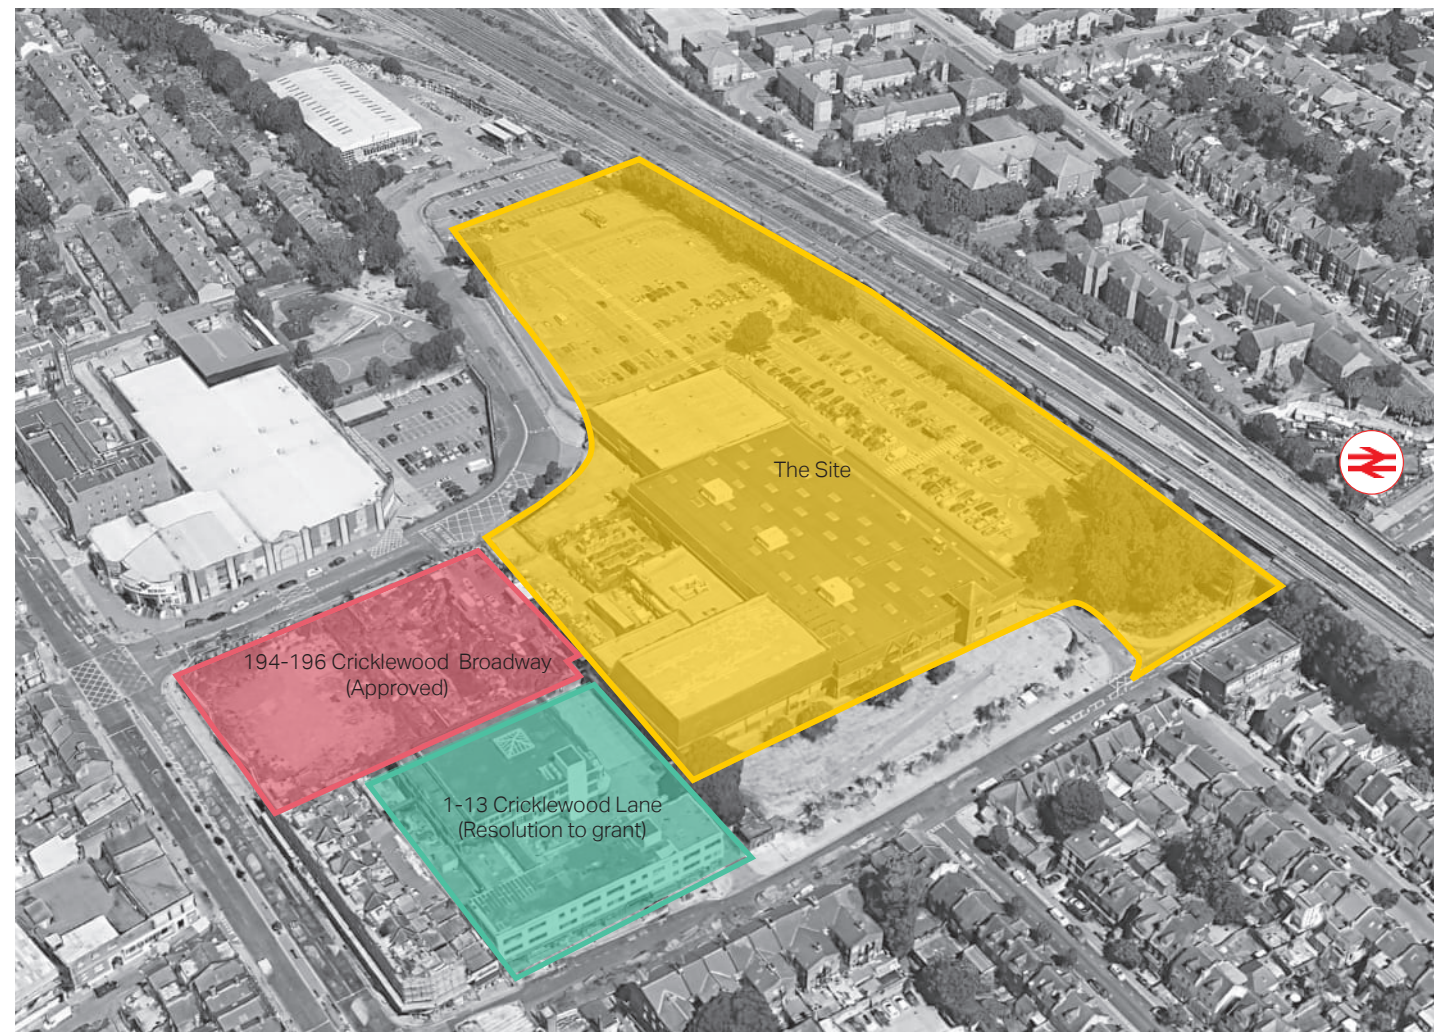 The Site
194-196 Cricklewood Broadway
(Approved)
1-13 Cricklewood Lane
(Resolution to grant)